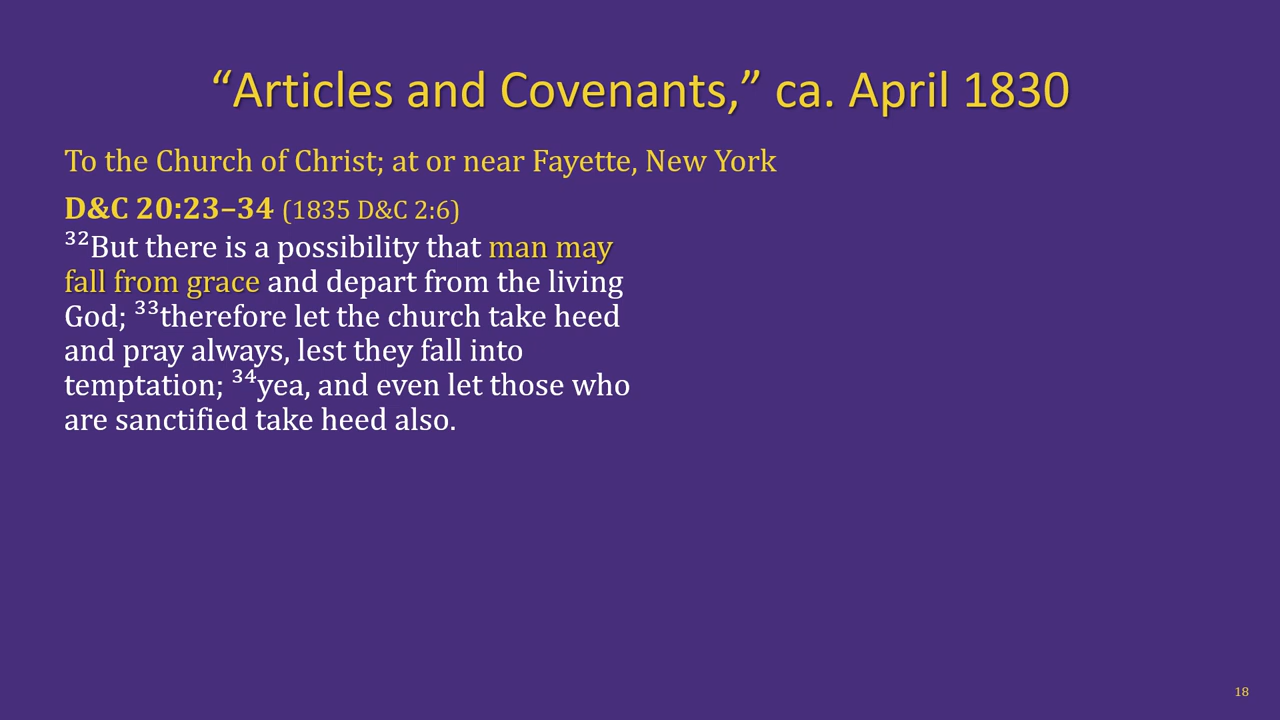 “Articles and Covenants,” ca. April 1830
To the Church of Christ; at or near Fayette, New York
D&C 20:23–34 (1835 D&C 2:6)
³²But there is a possibility that man may
fall from grace and depart from the living
God; ³³therefore let the church take heed
and pray always, lest they fall into
temptation; ³⁴yea, and even let those who
are sanctified take heed also.
18